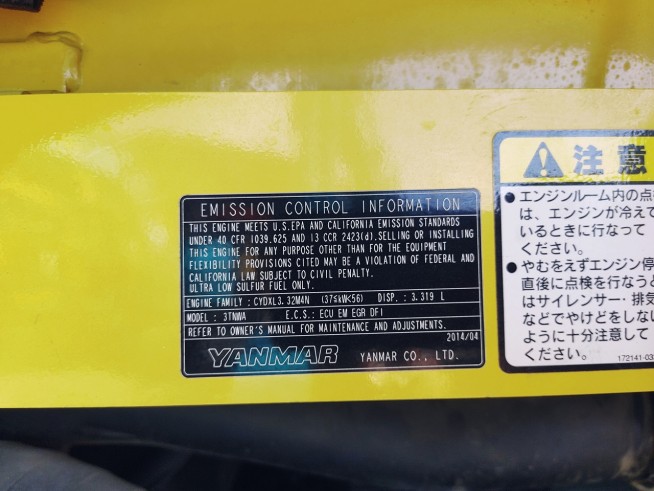 EMISSION CONTROL INFORMATION
THIS ENGINE MEETS U.S.EPA AND CALIFORNIA EMISSION STANDARDS
UNDER 40 CFR 1039.625 AND 13 CCR 2423(d).SELLING OR INSTALLING
THIS ENGINE FOR ANY PURPOSE OTHER THAN FOR THE EQUIPMENT
FLEXIBILITY PROVISIONS CITED MAY BE A VIOLATION OF FEDERAL AND
CALIFORNIA LAW SUBJECT TO CIVIL PENALTY.
ULTRA LOW SULFUR FUEL ONLY.
ENGINE FAMILY : CYDXL3.32M4N (37≤kW<56) DISP. : 3.319 L
MODEL : 3TNWA E.C.S.: ECU EM EGR DFI
REFER TO OWNER'S MANUAL FOR MAINTENANCE AND ADJUSTMENTS.
2014/04
YANMAR YANMAR CO., LTD.
注意
●エンジンルーム内の点
は、エンジンが冷えて
いるときに行なって
ください。
●やむをえずエンジン停
直後に点検を行なう
はサイレンサー・排気
などでやけどをしな
ように十分注意して
ください。
172141-03